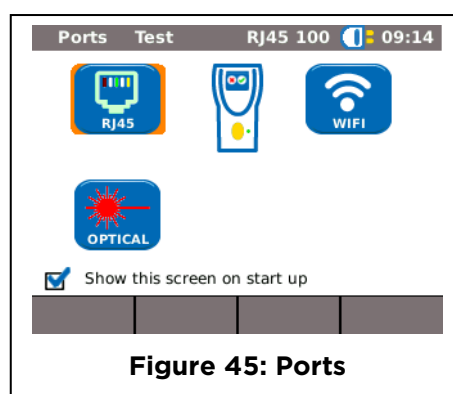 Ports Test RJ45 100 09:14
RJ45
WIFI
OPTICAL
Show this screen on start up
Figure 45: Ports